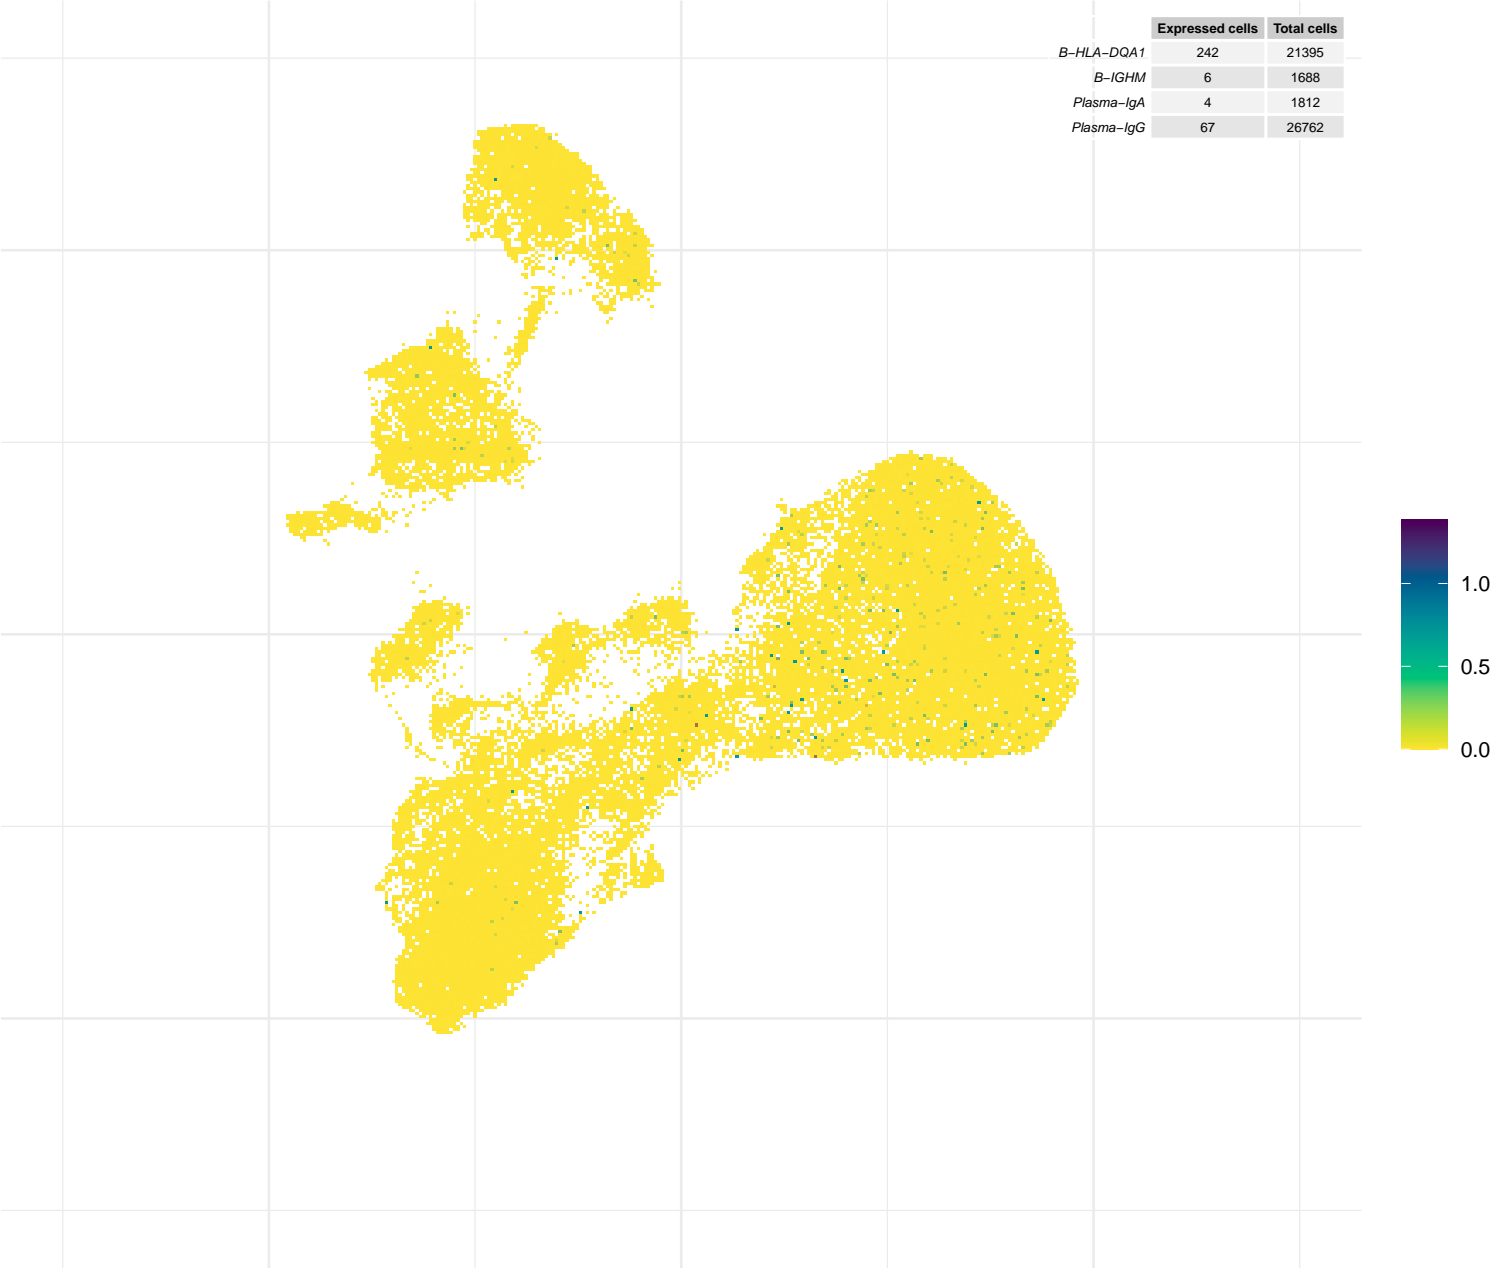 Expressed cells Total cells
B−HLA−DQA1 242 21395
B−IGHM 6 1688
Plasma−IgA 4 1812
Plasma−IgG 67 26762
1.0
0.5
0.0